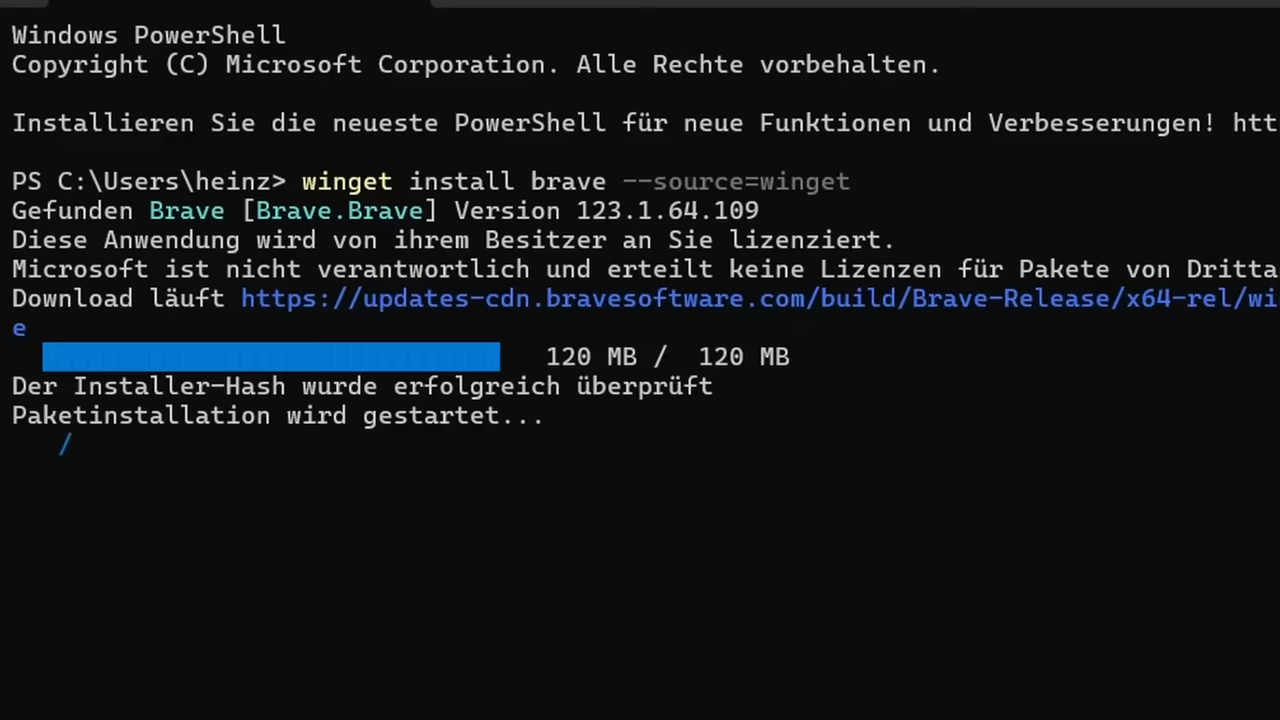 Windows PowerShell
Copyright (C) Microsoft Corporation. Alle Rechte vorbehalten.
Installieren Sie die neueste PowerShell für neue Funktionen und Verbesserungen! htt
PS C:\Users\heinz> winget install brave --source=winget
Gefunden Brave [Brave.Brave] Version 123.1.64.109
Diese Anwendung wird von ihrem Besitzer an Sie lizenziert.
Microsoft ist nicht verantwortlich und erteilt keine Lizenzen für Pakete von Dritta
Download läuft https://updates-cdn.bravesoftware.com/build/Brave-Release/x64-rel/wi
e
120 MB / 120 MB
Der Installer-Hash wurde erfolgreich überprüft
Paketinstallation wird gestartet...
/